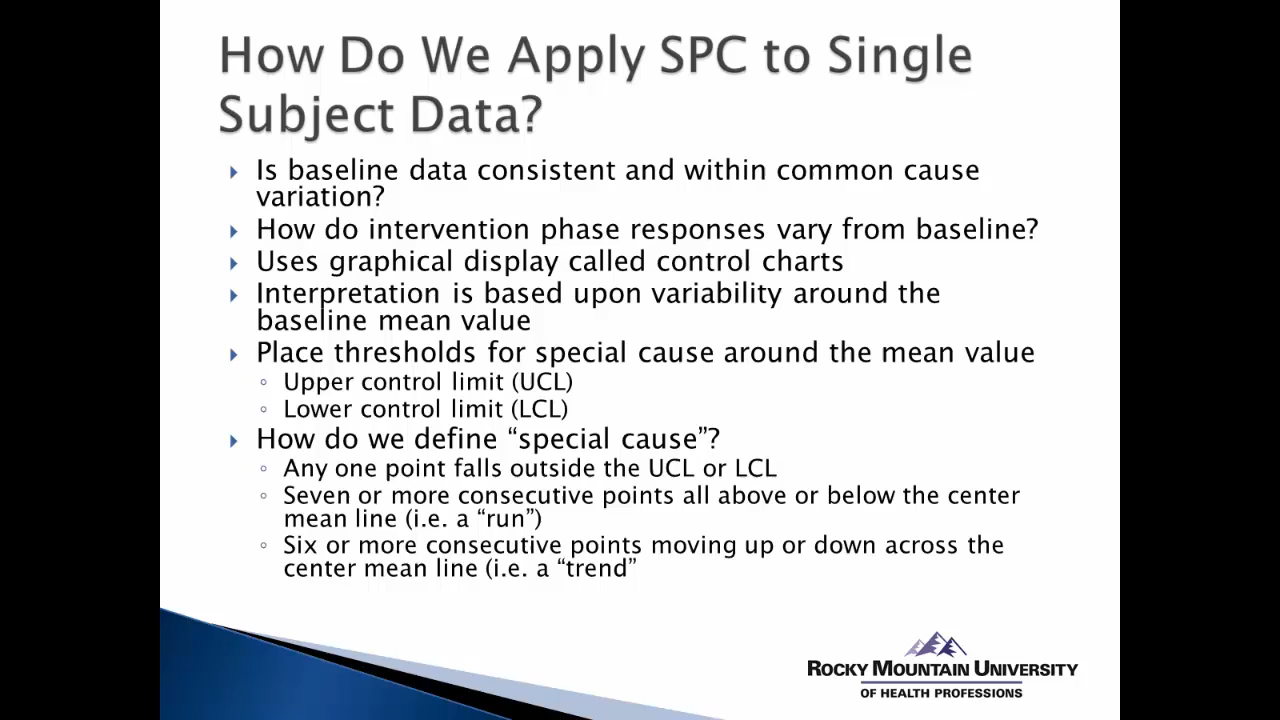 How Do We Apply SPC to Single
Subject Data?
Is baseline data consistent and within common cause
variation?
How do intervention phase responses vary from baseline?
Uses graphical display called control charts
Interpretation is based upon variability around the
baseline mean value
Place thresholds for special cause around the mean value
Upper control limit (UCL)
Lower control limit (LCL)
How do we define “special cause”?
Any one point falls outside the UCL or LCL
Seven or more consecutive points all above or below the center
mean line (i.e. a “run”)
Six or more consecutive points moving up or down across the
center mean line (i.e. a “trend”
ROCKY MOUNTAIN UNIVERSITY
OF HEALTH PROFESSIONS